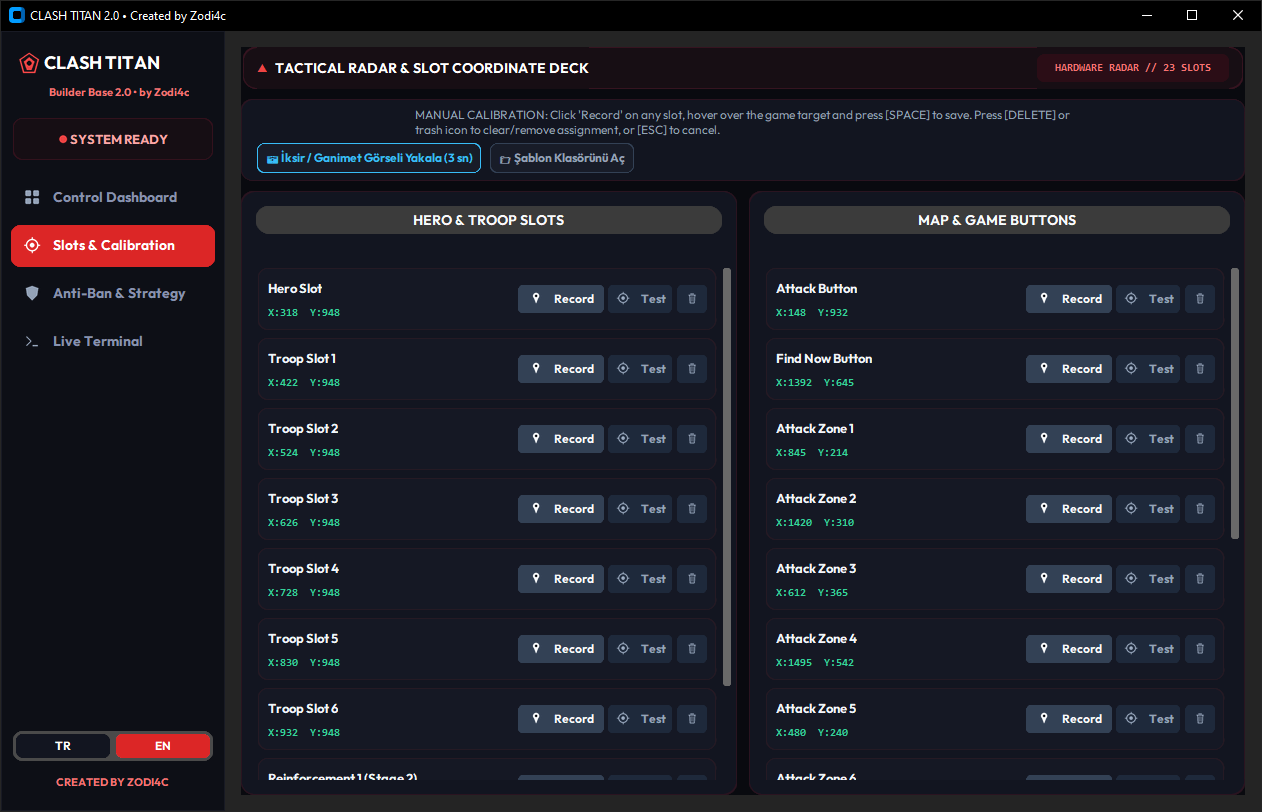 CLASH TITAN 2.0 • Created by Zodi4c
CLASH TITAN
Builder Base 2.0 • by Zodi4c
SYSTEM READY
Control Dashboard
Slots & Calibration
Anti-Ban & Strategy
Live Terminal
TR
EN
CREATED BY ZODI4C
TACTICAL RADAR & SLOT COORDINATE DECK
HARDWARE RADAR // 23 SLOTS
MANUAL CALIBRATION: Click 'Record' on any slot, hover over the game target and press [SPACE] to save. Press [DELETE] or
trash icon to clear/remove assignment, or [ESC] to cancel.
İksir / Ganimet Görseli Yakala (3 sn)
Şablon Klasörünü Aç
HERO & TROOP SLOTS
Hero Slot
X:318 Y:948
Record
Test
Troop Slot 1
X:422 Y:948
Record
Test
Troop Slot 2
X:524 Y:948
Record
Test
Troop Slot 3
X:626 Y:948
Record
Test
Troop Slot 4
X:728 Y:948
Record
Test
Troop Slot 5
X:830 Y:948
Record
Test
Troop Slot 6
X:932 Y:948
Record
Test
Reinforcement 1 (Stage 2)
MAP & GAME BUTTONS
Attack Button
X:148 Y:932
Record
Test
Find Now Button
X:1392 Y:645
Record
Test
Attack Zone 1
X:845 Y:214
Record
Test
Attack Zone 2
X:1420 Y:310
Record
Test
Attack Zone 3
X:612 Y:365
Record
Test
Attack Zone 4
X:1495 Y:542
Record
Test
Attack Zone 5
X:480 Y:240
Record
Test
Attack Zone 6